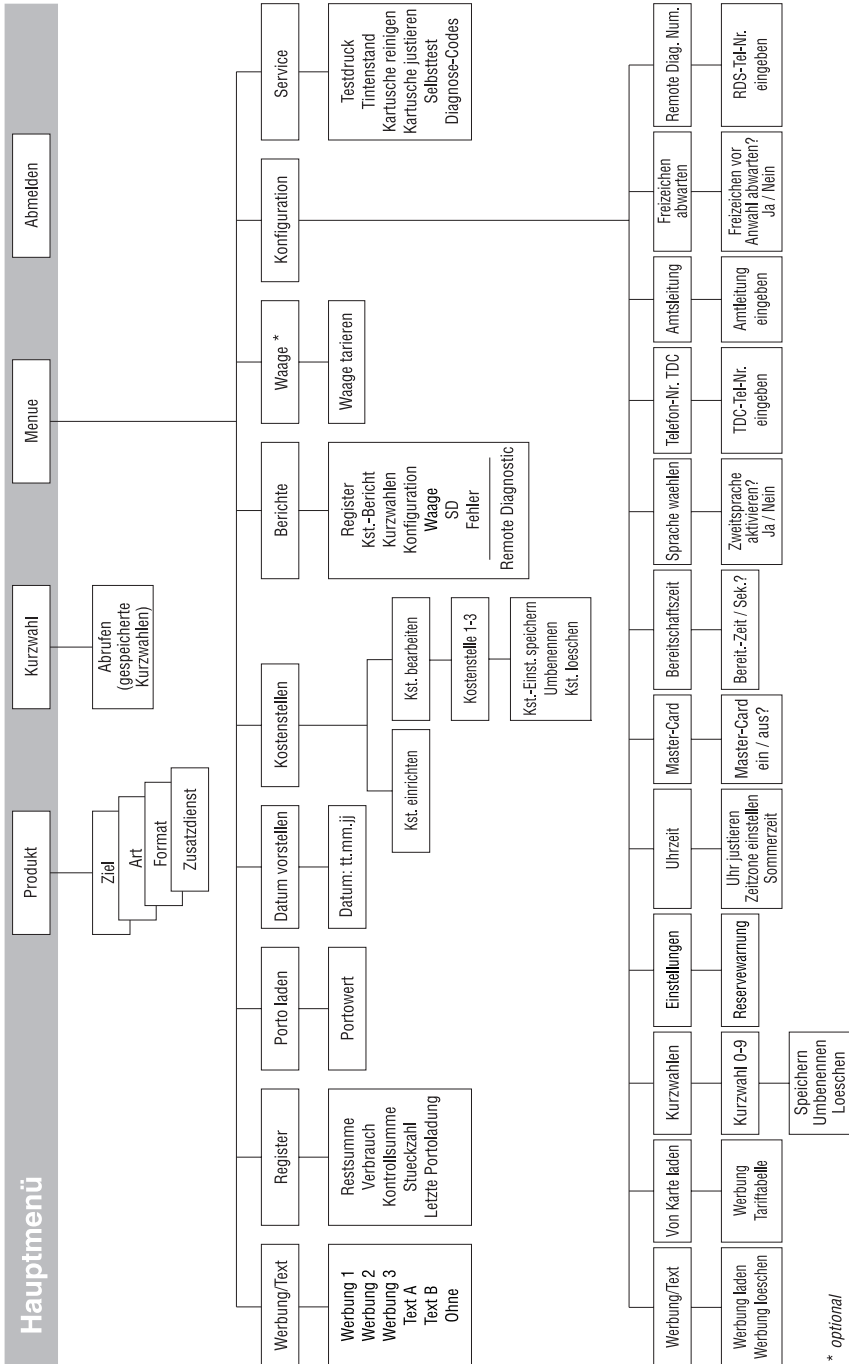 Hauptmenü
Produkt
Kurzwahl
Menue
Abmelden
Ziel
Art
Format
Zusatzdienst
Abrufen
(gespeicherte
Kurzwahlen)
Werbung/Text
Register
Porto laden
Datum vorstellen
Kostenstellen
Berichte
Waage *
Konfiguration
Service
Werbung 1
Werbung 2
Werbung 3
Text A
Text B
Ohne
Restsumme
Verbrauch
Kontrollsumme
Stueckzahl
Letzte Portoladung
Portowert
Datum: tt.mm.jj
Kst. einrichten
Kst. bearbeiten
Kostenstelle 1-3
Kst.-Einst. speichern
Umbenennen
Kst. loeschen
Register
Kst.-Bericht
Kurzwahlen
Konfiguration
Waage
SD
Fehler
Remote Diagnostic
Waage tarieren
Testdruck
Tintenstand
Kartusche reinigen
Kartusche justieren
Selbsttest
Diagnose-Codes
Werbung/Text
Von Karte laden
Kurzwahlen
Einstellungen
Uhrzeit
Master-Card
Bereitschaftszeit
Sprache waehlen
Telefon-Nr. TDC
Amtsleitung
Freizeichen
abwarten
Remote Diag. Num.
Werbung laden
Werbung loeschen
Werbung
Tariftabelle
Kurzwahl 0-9
Speichern
Umbenennen
Loeschen
Reservewarnung
Uhr justieren
Zeitzone einstellen
Sommerzeit
Master-Card
ein / aus?
Bereit.-Zeit / Sek.?
Zweitsprache
aktivieren?
Ja / Nein
TDC-Tel-Nr.
eingeben
Amtleitung
eingeben
Freizeichen vor
Anwahl abwarten?
Ja / Nein
RDS-Tel-Nr.
eingeben
* optional